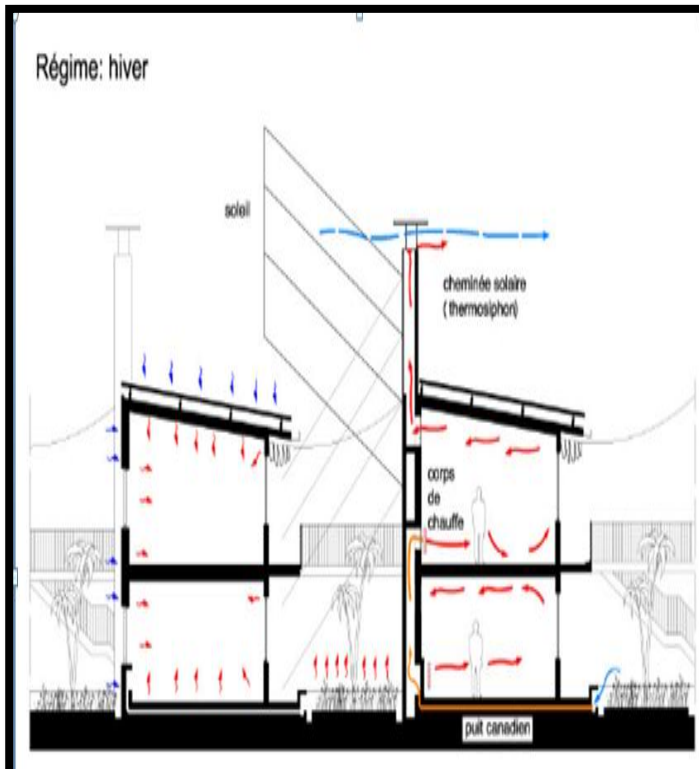 Régime: hiver
soleil
cheminée solaire
( thermosiphon)
corps
de
chauffe
puit canadien